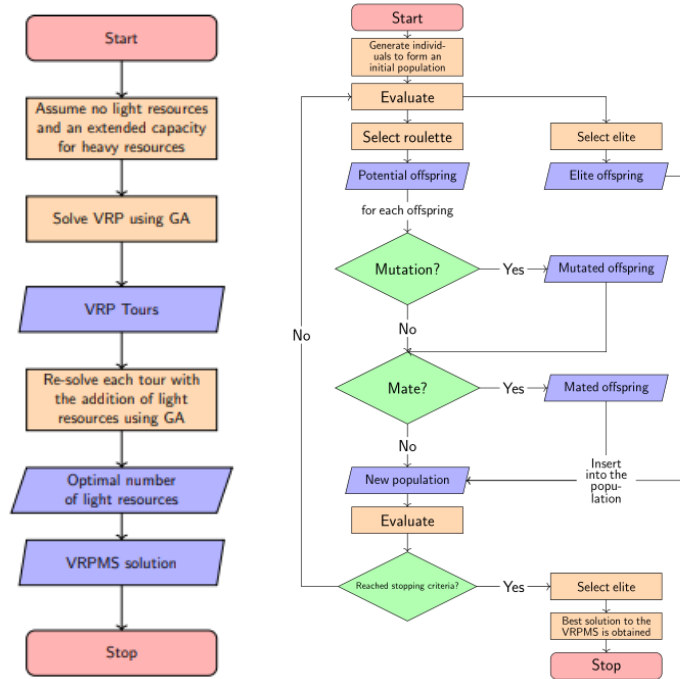 Start
Assume no light resources
and an extended capacity
for heavy resources
Solve VRP using GA
VRP Tours
Re-solve each tour with
the addition of light
resources using GA
Optimal number
of light resources
VRPMS solution
Stop
Start
Generate individ-
uals to form an
initial population
Evaluate
Select roulette
Select elite
Potential offspring
Elite offspring
for each offspring
Mutation?
Yes
Mutated offspring
No
No
Mate?
Yes
Mated offspring
No
Insert
into the
popu-
lation
New population
Evaluate
Reached stopping criteria?
Yes
Select elite
Best solution to the
VRPMS is obtained
Stop